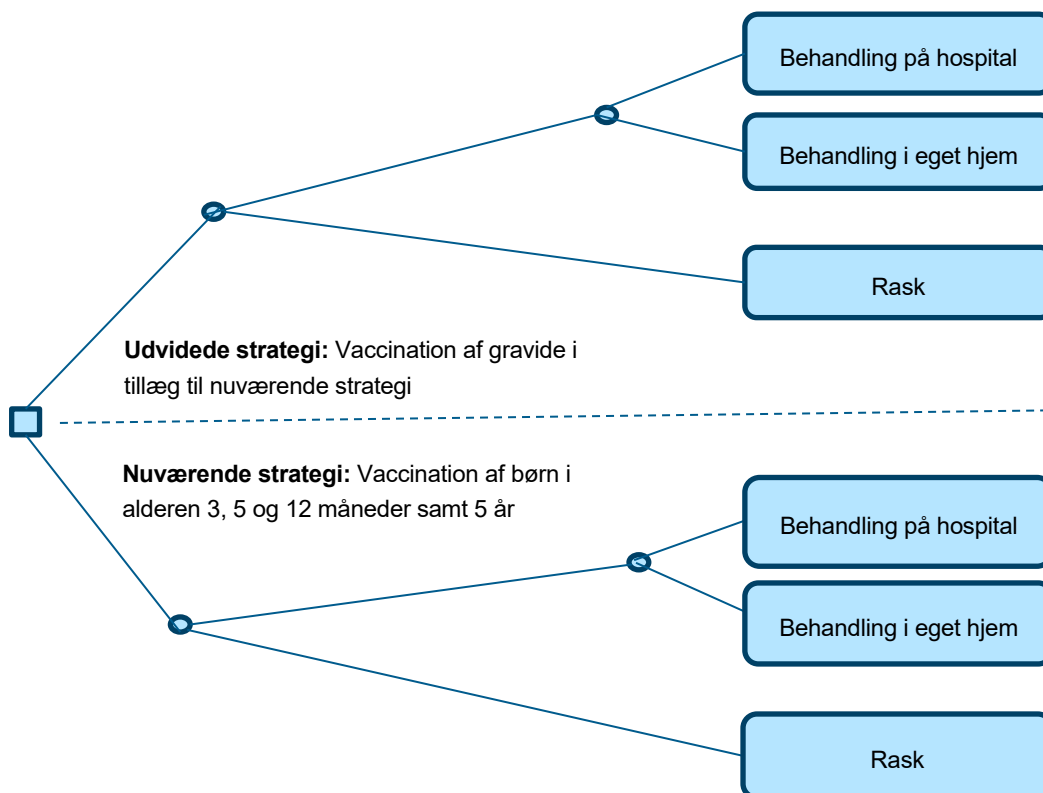 Behandling på hospital
Behandling i eget hjem
Rask
Udvidede strategi: Vaccination af gravide i
tillæg til nuværende strategi
Nuværende strategi: Vaccination af børn i
alderen 3, 5 og 12 måneder samt 5 år
Behandling på hospital
Behandling i eget hjem
Rask